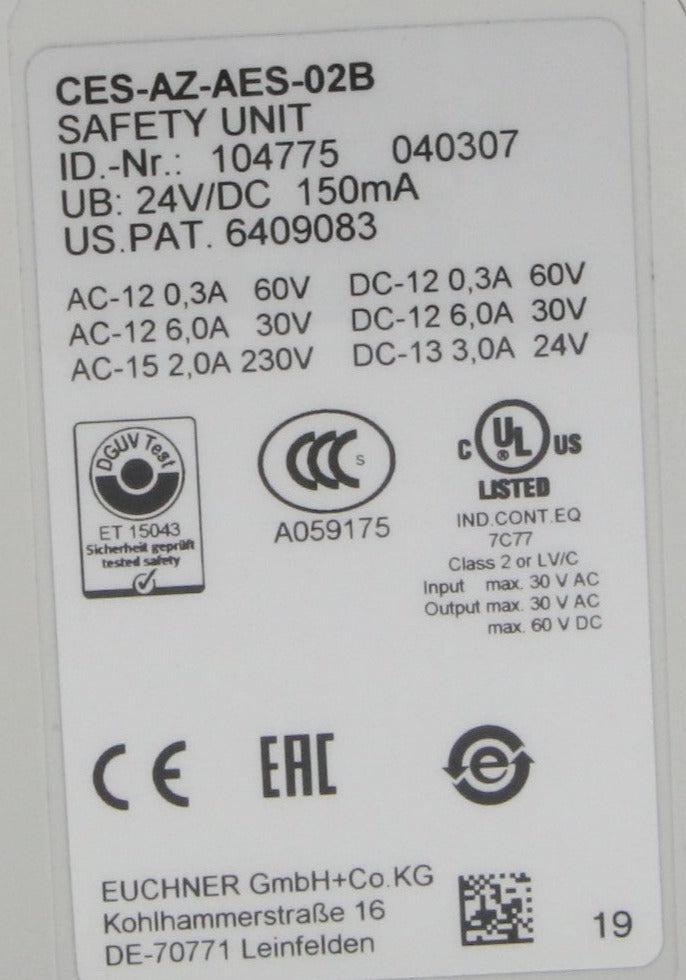 CES-AZ-AES-02B
SAFETY UNIT
ID.-Nr.: 104775 040307
UB: 24V/DC 150mA
US.PAT. 6409083
AC-12 0,3A 60V DC-12 0,3A 60V
AC-12 6,0A 30V DC-12 6,0A 30V
AC-15 2,0A 230V DC-13 3,0A 24V
DGUV Test
ET 15043
Sicherheit geprüft
tested safety
CCC S
A059175
C UL US
®
LISTED
IND.CONT.EQ
7C77
Class 2 or LV/C
Input max. 30 V AC
Output max. 30 V AC
max. 60 V DC
CE
EAC
e
EUCHNER GmbH+Co.KG
Kohlhammerstraße 16
DE-70771 Leinfelden
19